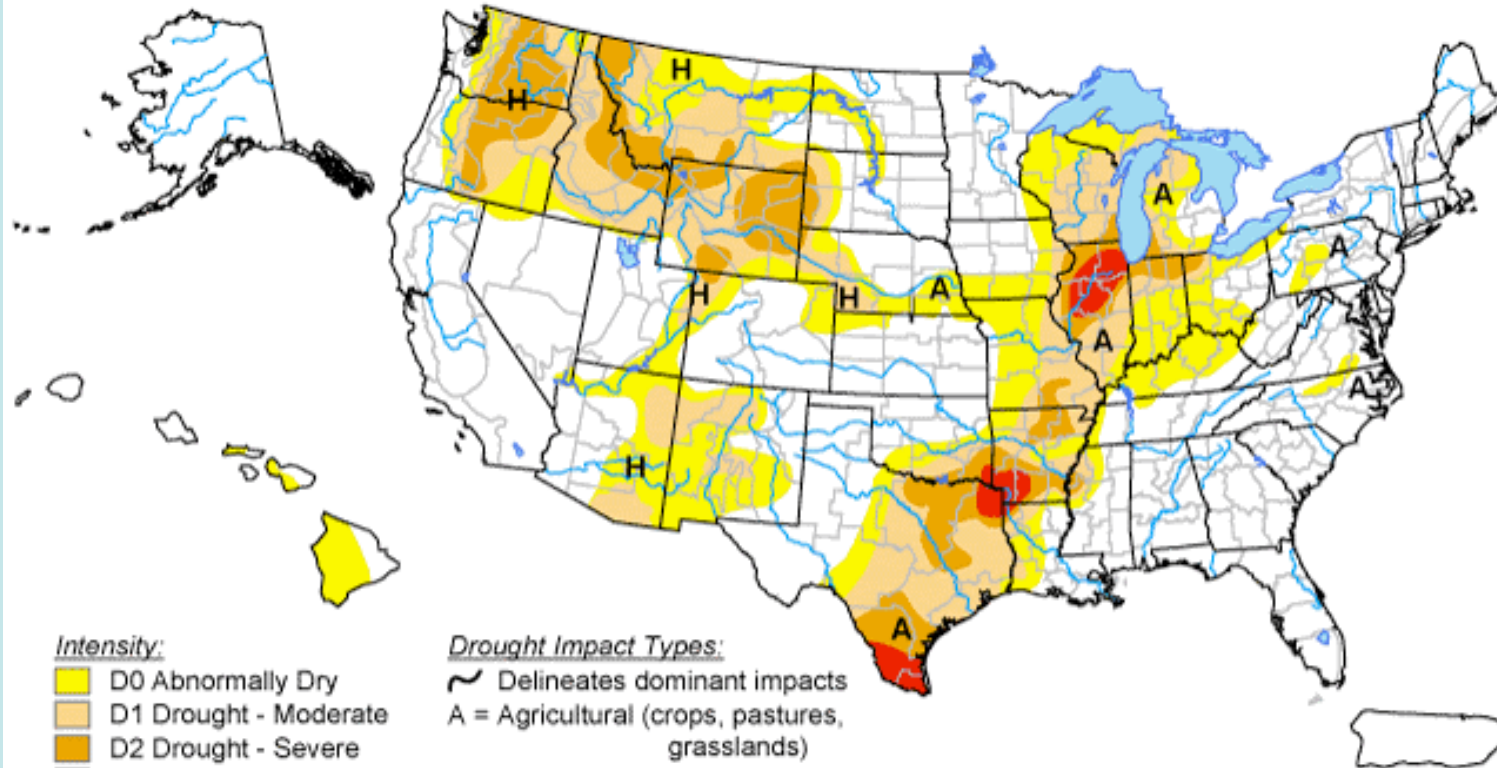 H
H
A
A
H
H
A
H
A
A
H
A
Intensity:
D0 Abnormally Dry
D1 Drought - Moderate
D2 Drought - Severe
Drought Impact Types:
Delineates dominant impacts
A = Agricultural (crops, pastures,
grasslands)